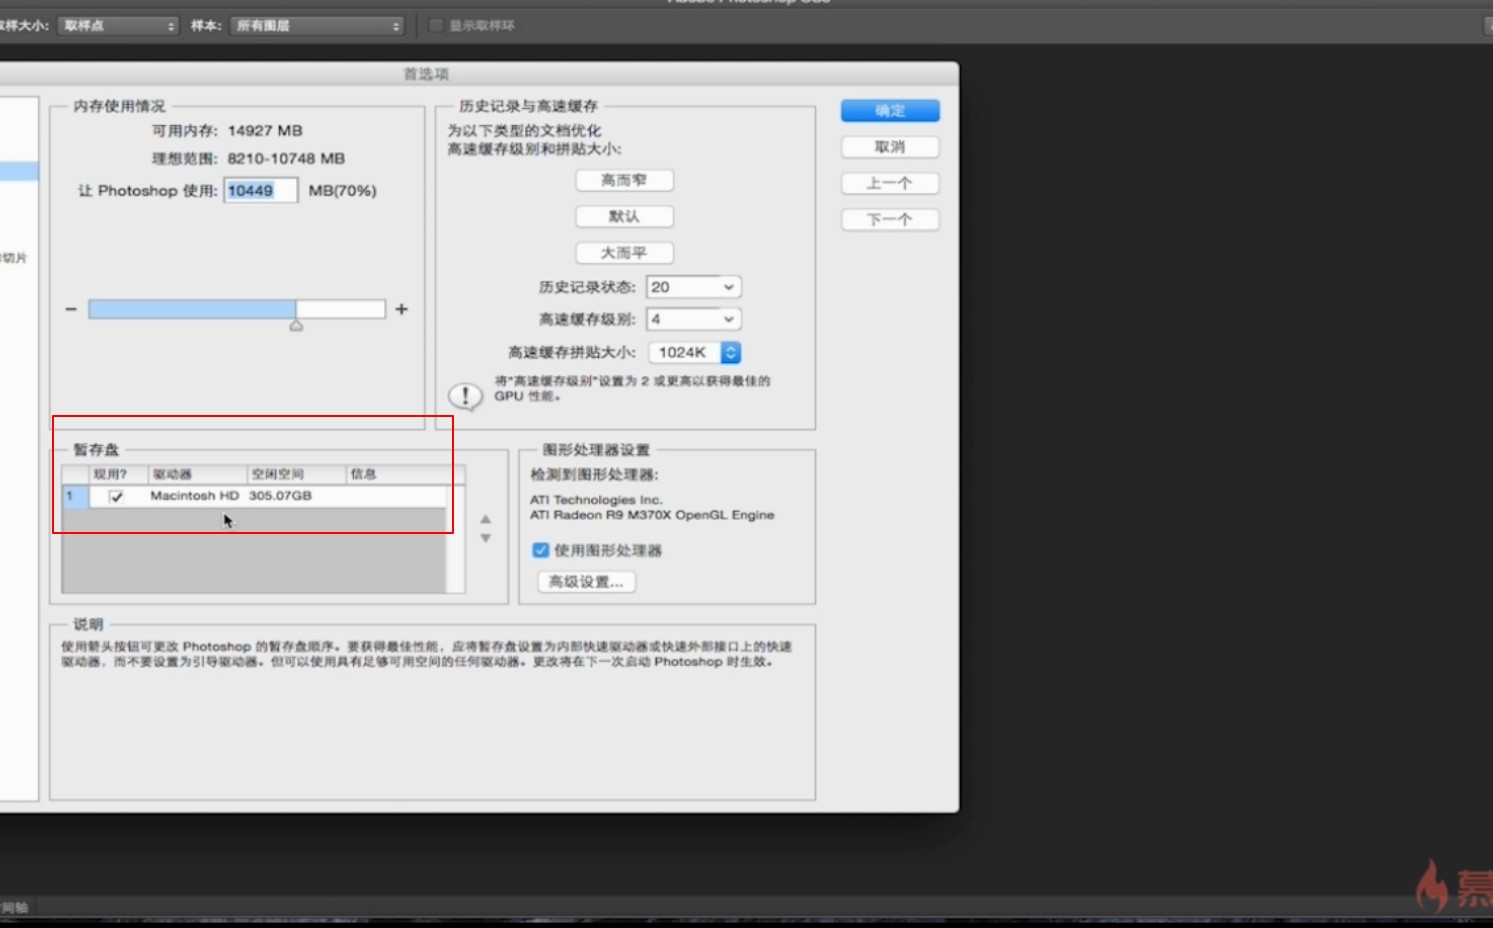 取样大小: 取样点 样本: 所有图层 显示取样环
首选项
内存使用情况
可用内存: 14927 MB
理想范围: 8210-10748 MB
让 Photoshop 使用: 10449 MB(70%)
切片
历史记录与高速缓存
为以下类型的文档优化
高速缓存级别和拼贴大小:
高而窄
默认
大而平
历史记录状态: 20
高速缓存级别: 4
高速缓存拼贴大小: 1024K
将"高速缓存级别"设置为 2 或更高以获得最佳的
GPU 性能。
确定
取消
上一个
下一个
暂存盘
现用? 驱动器 空闲空间 信息
1 Macintosh HD 305.07GB
图形处理器设置
检测到图形处理器:
ATI Technologies Inc.
ATI Radeon R9 M370X OpenGL Engine
使用图形处理器
高级设置...
说明
使用箭头按钮可更改 Photoshop 的暂存盘顺序。要获得最佳性能，应将暂存盘设置为内部快速驱动器或快速外部接口上的快速
驱动器，而不要设置为引导驱动器。但可以使用具有足够可用空间的任何驱动器。更改将在下一次启动 Photoshop 时生效。
慕
间轴